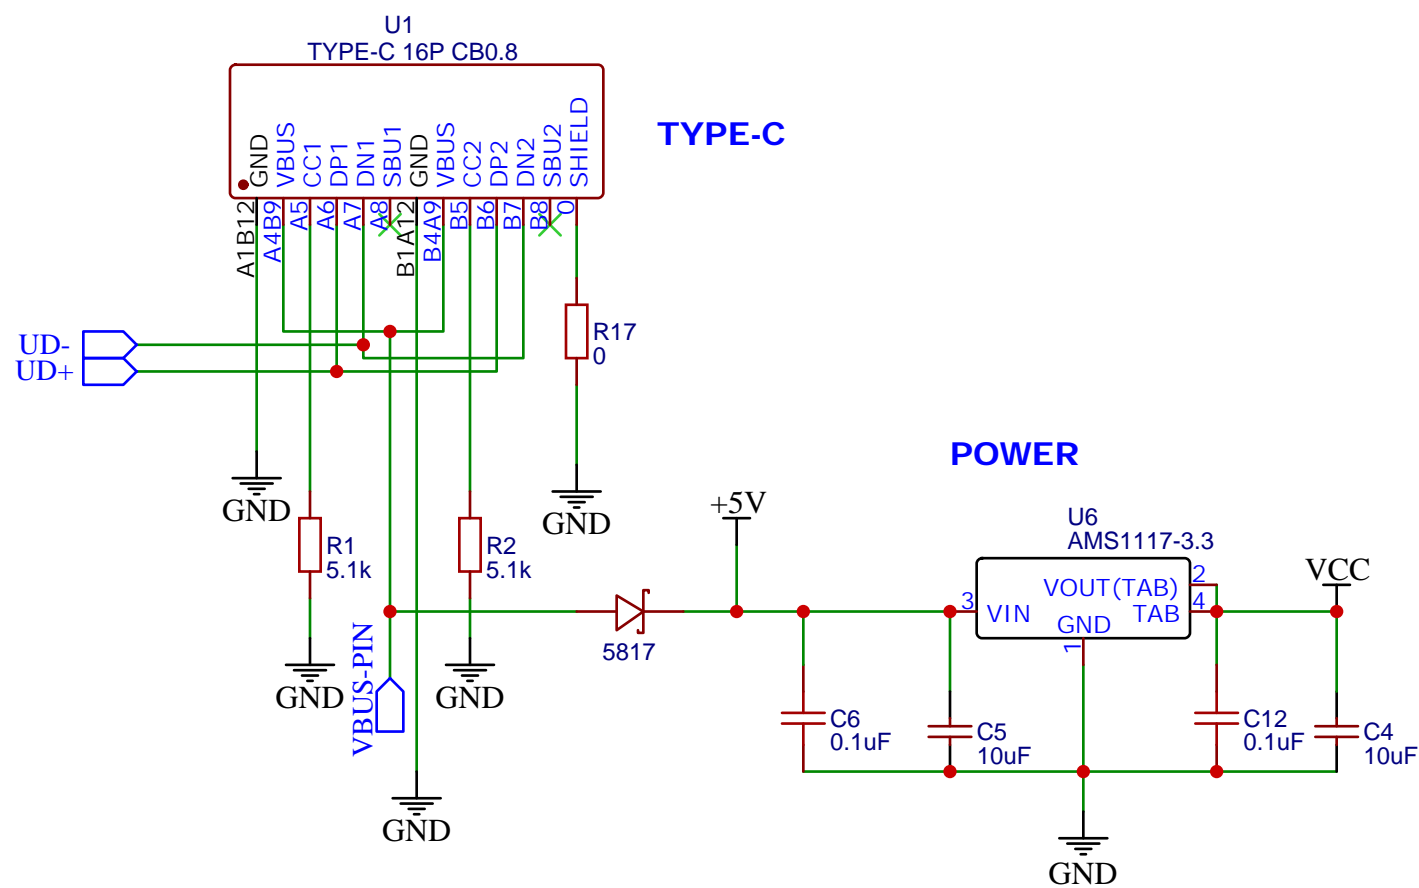 U1
TYPE-C 16P CB0.8
TYPE-C
GND
VBUS
CC1
DP1
DN1
SBU1
GND
VBUS
CC2
DP2
DN2
SBU2
SHIELD
A1B12
A4B9
A5
A6
A7
A8
B1A12
B4A9
B5
B6
B7
B8
0
UD-
UD+
R17
0
GND
GND
R1
5.1k
R2
5.1k
GND
GND
VBUS-PIN
GND
5817
POWER
+5V
U6
AMS1117-3.3
VCC
3
VIN
VOUT(TAB)
2
TAB
4
GND
1
C6
0.1uF
C5
10uF
C12
0.1uF
C4
10uF
GND